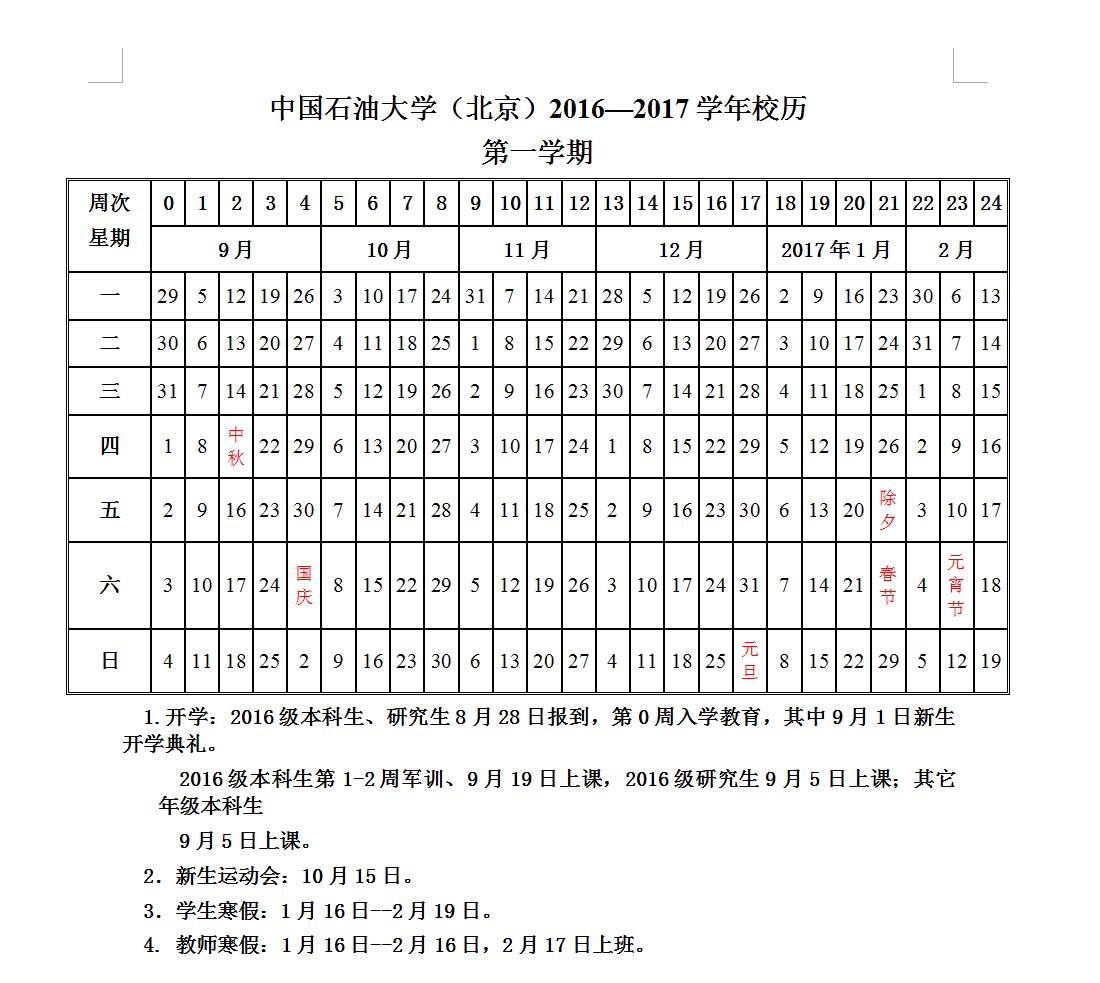 中国石油大学（北京）2016—2017 学年校历
第一学期
周次 0 1 2 3 4 5 6 7 8 9 10 11 12 13 14 15 16 17 18 19 20 21 22 23 24
星期 9 月 10 月 11 月 12 月 2017 年 1 月 2 月
一 29 5 12 19 26 3 10 17 24 31 7 14 21 28 5 12 19 26 2 9 16 23 30 6 13
二 30 6 13 20 27 4 11 18 25 1 8 15 22 29 6 13 20 27 3 10 17 24 31 7 14
三 31 7 14 21 28 5 12 19 26 2 9 16 23 30 7 14 21 28 4 11 18 25 1 8 15
四 1 8 中秋 22 29 6 13 20 27 3 10 17 24 1 8 15 22 29 5 12 19 26 2 9 16
五 2 9 16 23 30 7 14 21 28 4 11 18 25 2 9 16 23 30 6 13 20 除夕 3 10 17
六 3 10 17 24 国庆 8 15 22 29 5 12 19 26 3 10 17 24 31 7 14 21 春节 4 元宵节 18
日 4 11 18 25 2 9 16 23 30 6 13 20 27 4 11 18 25 元旦 8 15 22 29 5 12 19
1.开学：2016 级本科生、研究生 8 月 28 日报到，第 0 周入学教育，其中 9 月 1 日新生
开学典礼。
2016 级本科生第 1-2 周军训、9 月 19 日上课，2016 级研究生 9 月 5 日上课；其它
年级本科生
9 月 5 日上课。
2．新生运动会：10 月 15 日。
3．学生寒假：1 月 16 日--2 月 19 日。
4. 教师寒假：1 月 16 日--2 月 16 日，2 月 17 日上班。